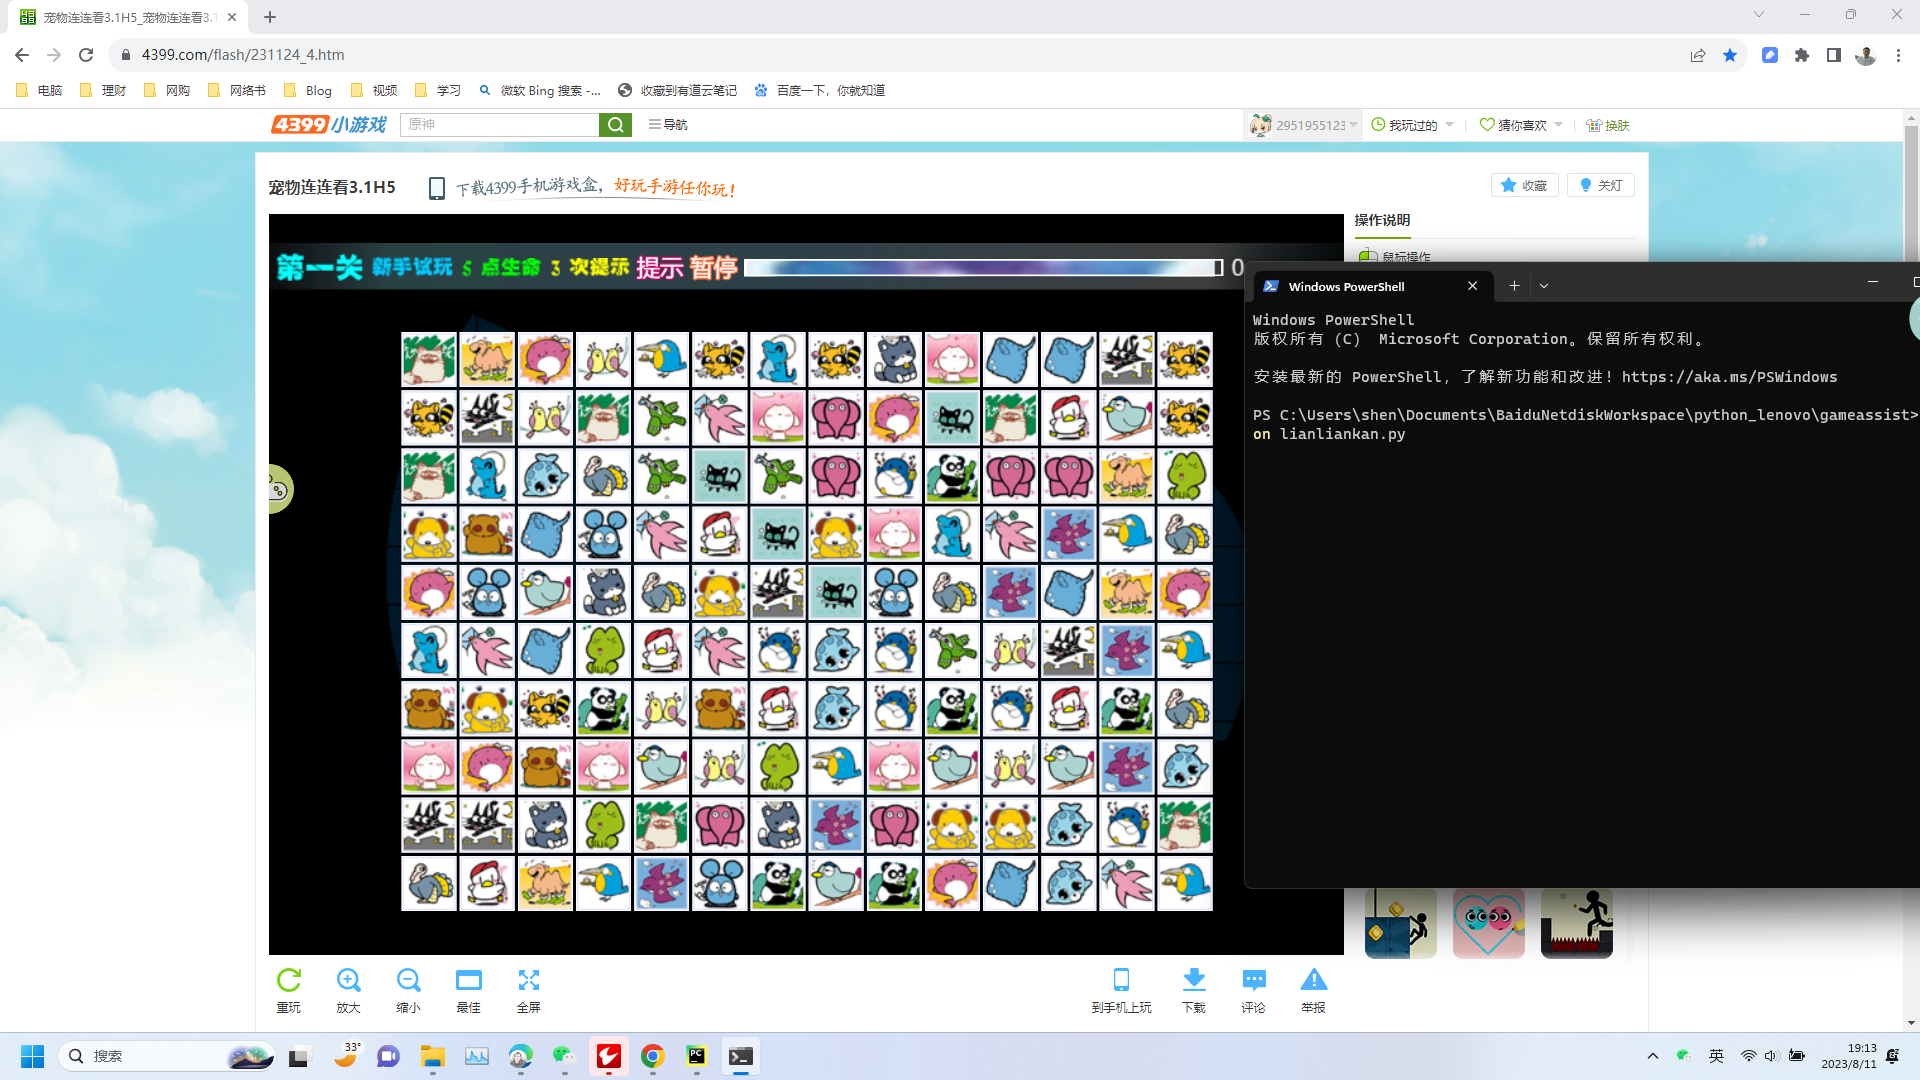 宠物连连看3.1H5_宠物连连看3.1
4399.com/flash/231124_4.htm
电脑
理财
网购
网络书
Blog
视频
学习
微软 Bing 搜索 -...
收藏到有道云笔记
百度一下，你就知道
4399小游戏
原神
导航
2951955123
我玩过的
猜你喜欢
换肤
宠物连连看3.1H5
下载4399手机游戏盒，好玩手游任你玩！
收藏
关灯
操作说明
鼠标操作
第一关 新手试玩 5 点生命 3 次提示 提示 暂停 0
Windows PowerShell
Windows PowerShell
版权所有 (C)  Microsoft Corporation。保留所有权利。
安装最新的 PowerShell，了解新功能和改进！https://aka.ms/PSWindows
PS C:\Users\shen\Documents\BaiduNetdiskWorkspace\python_lenovo\gameassist>
on lianliankan.py
重玩
放大
缩小
最佳
全屏
到手机上玩
下载
评论
举报
搜索
33°
PC
英
19:13
2023/8/11